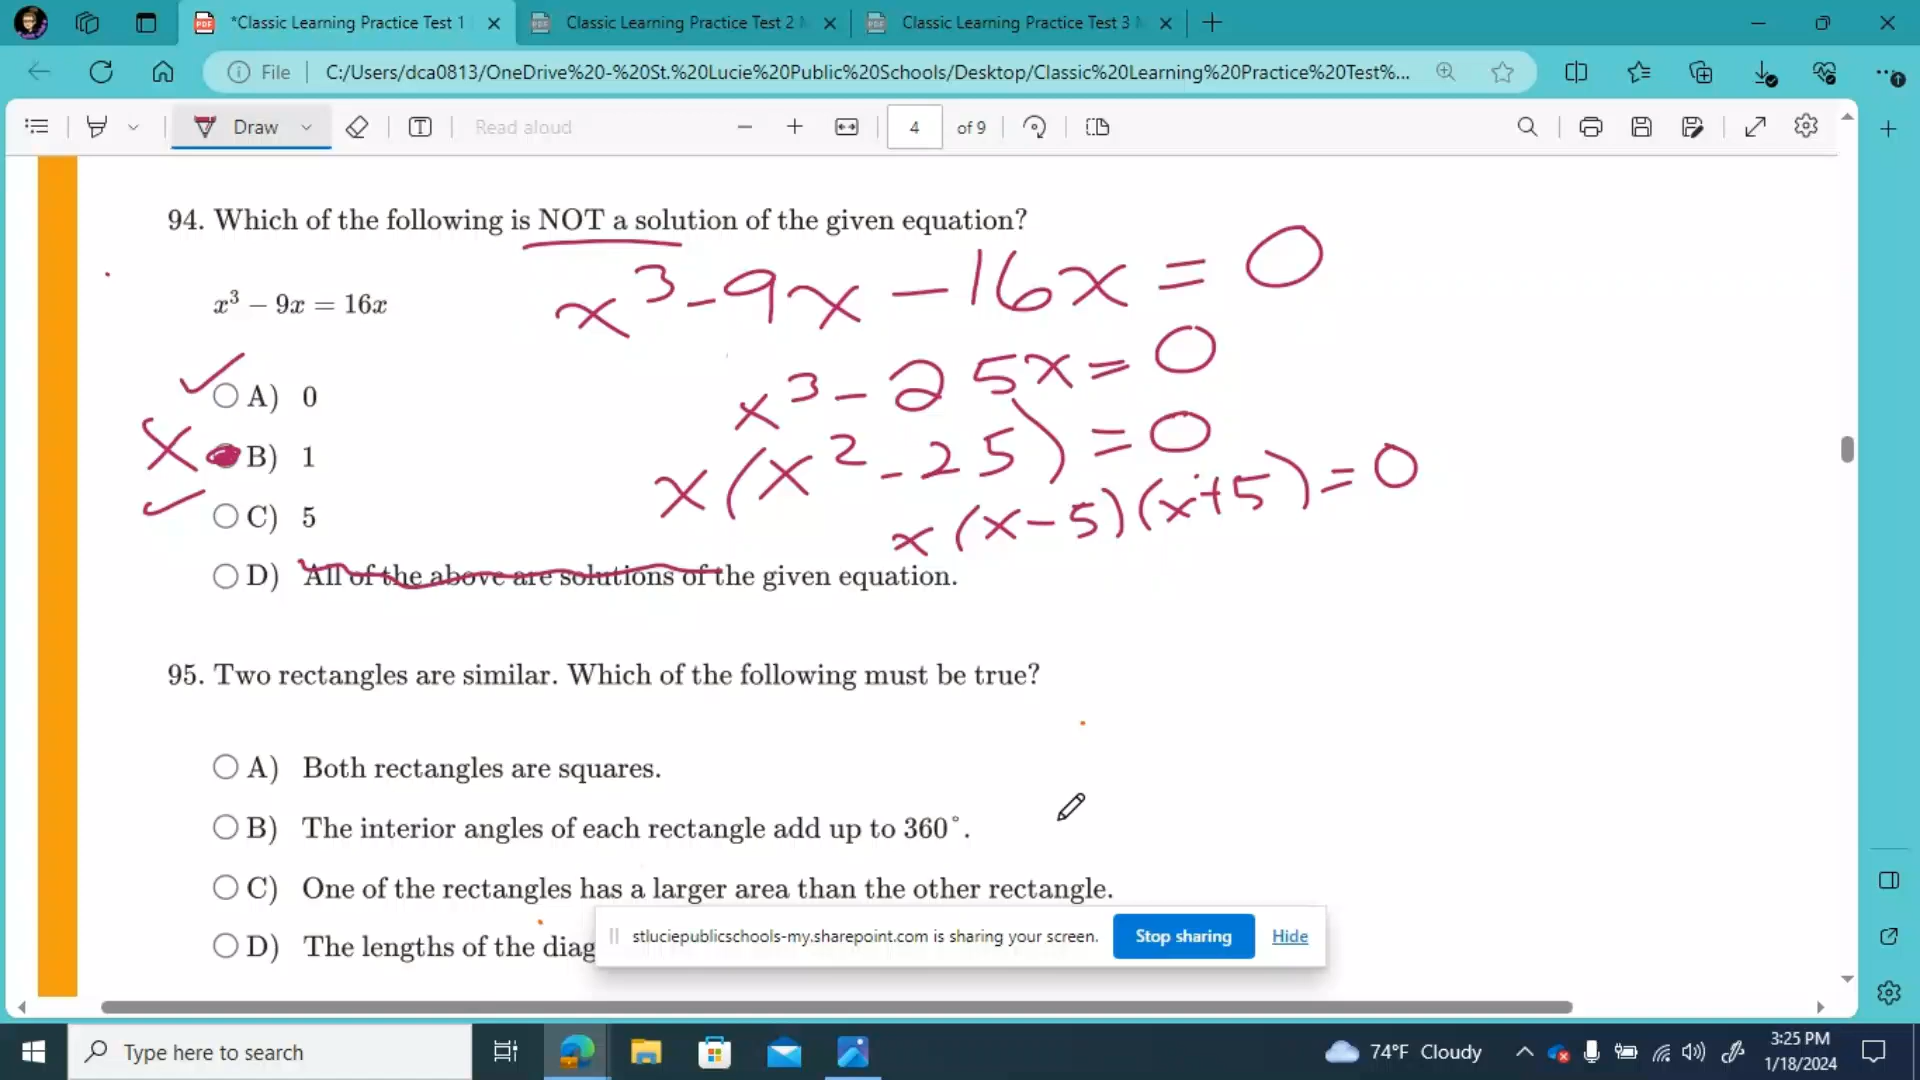 *Classic Learning Practice Test 1
Classic Learning Practice Test 2
Classic Learning Practice Test 3
File
C:/Users/dca0813/OneDrive%20-%20St.%20Lucie%20Public%20Schools/Desktop/Classic%20Learning%20Practice%20Test%...
Draw
Read aloud
4 of 9
94. Which of the following is NOT a solution of the given equation?
x³ - 9x - 16x = 0
x³ − 9x = 16x
x³ - 25x = 0
A) 0
x(x² - 25) = 0
X B) 1
x(x-5)(x+5) = 0
C) 5
D) All of the above are solutions of the given equation.
95. Two rectangles are similar. Which of the following must be true?
A) Both rectangles are squares.
B) The interior angles of each rectangle add up to 360°.
C) One of the rectangles has a larger area than the other rectangle.
D) The lengths of the diag
stluciepublicschools-my.sharepoint.com is sharing your screen.
Stop sharing
Hide
Type here to search
74°F Cloudy
3:25 PM
1/18/2024